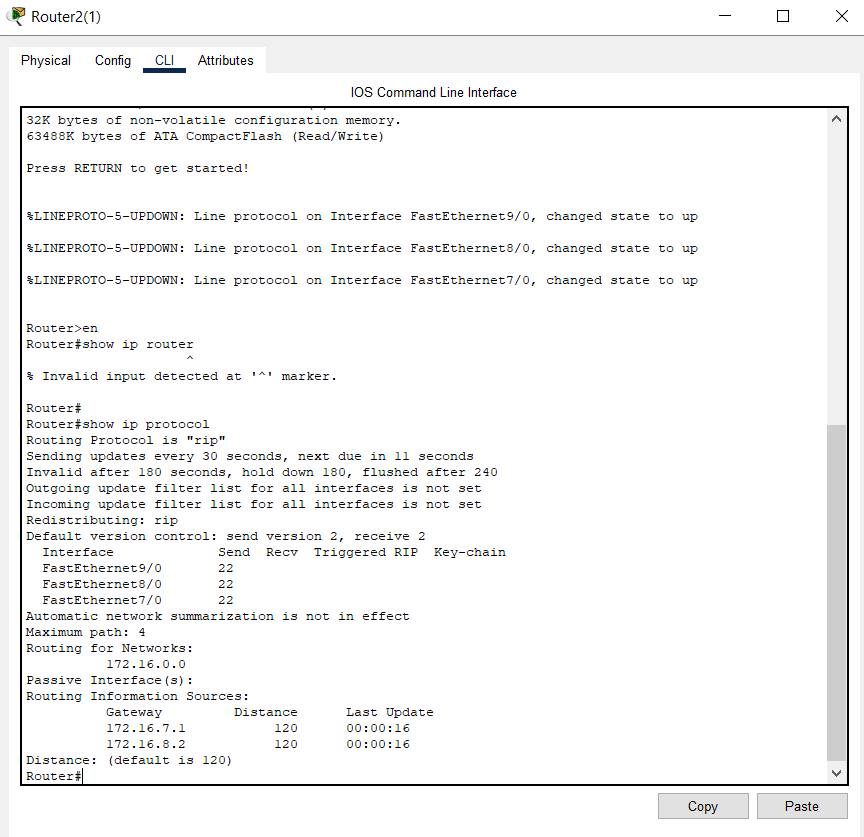 Router2(1)
Physical Config CLI Attributes
IOS Command Line Interface
32K bytes of non-volatile configuration memory.
63488K bytes of ATA CompactFlash (Read/Write)
Press RETURN to get started!
%LINEPROTO-5-UPDOWN: Line protocol on Interface FastEthernet9/0, changed state to up
%LINEPROTO-5-UPDOWN: Line protocol on Interface FastEthernet8/0, changed state to up
%LINEPROTO-5-UPDOWN: Line protocol on Interface FastEthernet7/0, changed state to up
Router>en
Router#show ip router
^
% Invalid input detected at '^' marker.
Router#
Router#show ip protocol
Routing Protocol is "rip"
Sending updates every 30 seconds, next due in 11 seconds
Invalid after 180 seconds, hold down 180, flushed after 240
Outgoing update filter list for all interfaces is not set
Incoming update filter list for all interfaces is not set
Redistributing: rip
Default version control: send version 2, receive 2
Interface Send Recv Triggered RIP Key-chain
FastEthernet9/0 22
FastEthernet8/0 22
FastEthernet7/0 22
Automatic network summarization is not in effect
Maximum path: 4
Routing for Networks:
172.16.0.0
Passive Interface(s):
Routing Information Sources:
Gateway Distance Last Update
172.16.7.1 120 00:00:16
172.16.8.2 120 00:00:16
Distance: (default is 120)
Router#
Copy Paste